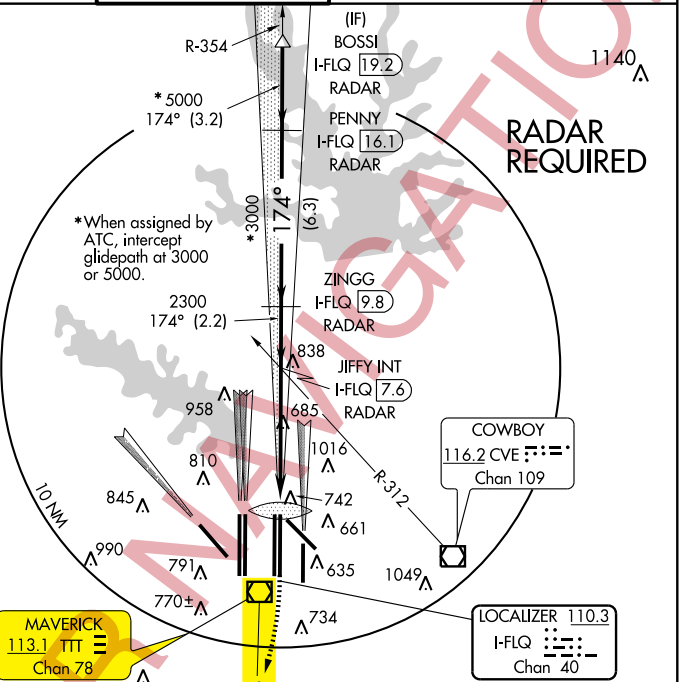 (IF)
BOSSI
I-FLQ 19.2
RADAR
R-354
1140
*5000
174° (3.2)
PENNY
I-FLQ 16.1
RADAR
RADAR
REQUIRED
*3000
174°
(6.3)
*When assigned by
ATC, intercept
glidepath at 3000
or 5000.
ZINGG
I-FLQ 9.8
RADAR
2300
174° (2.2)
838
JIFFY INT
I-FLQ 7.6
RADAR
958
685
COWBOY
116.2 CVE
Chan 109
810
1016
R-312
10 NM
845
742
661
990
791
635
1049
770±
734
MAVERICK
113.1 TTT
Chan 78
LOCALIZER 110.3
I-FLQ
Chan 40
R NAVIGATIO